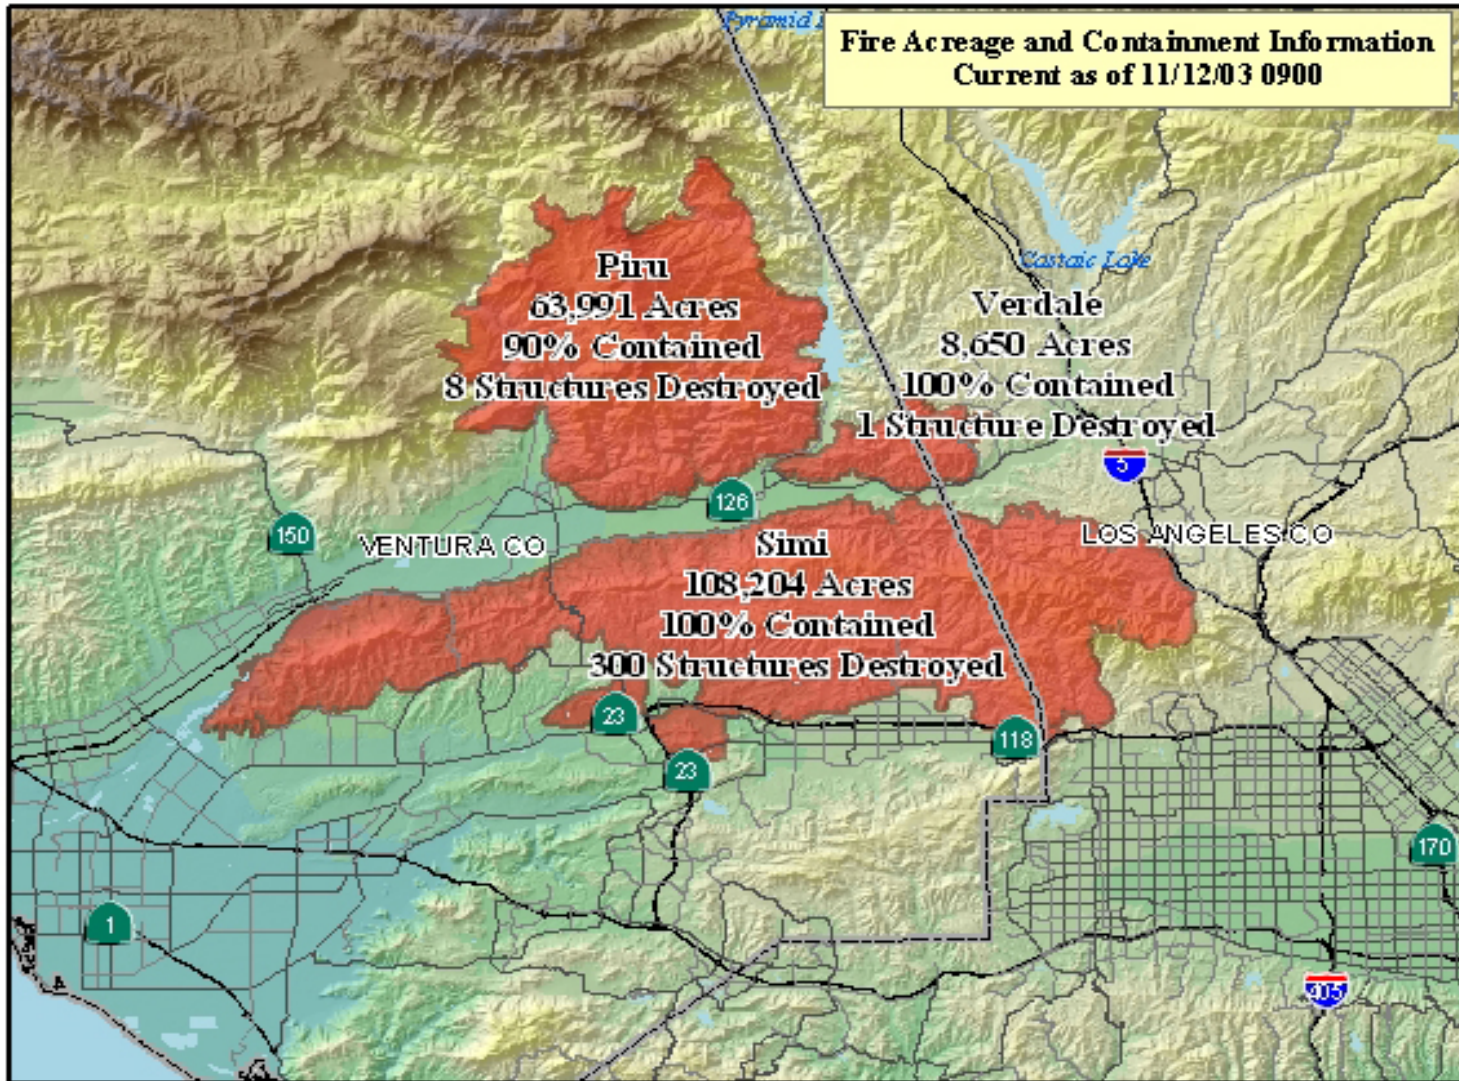 Pyramid
Fire Acreage and Containment Information
Current as of 11/12/03 0900
Castaic Lake
Piru
63,991 Acres
90% Contained
8 Structures Destroyed
Verdale
8,650 Acres
100% Contained
1 Structure Destroyed
5
126
150
VENTURA CO
LOS ANGELES CO
Simi
108,204 Acres
100% Contained
300 Structures Destroyed
23
118
23
170
1
405